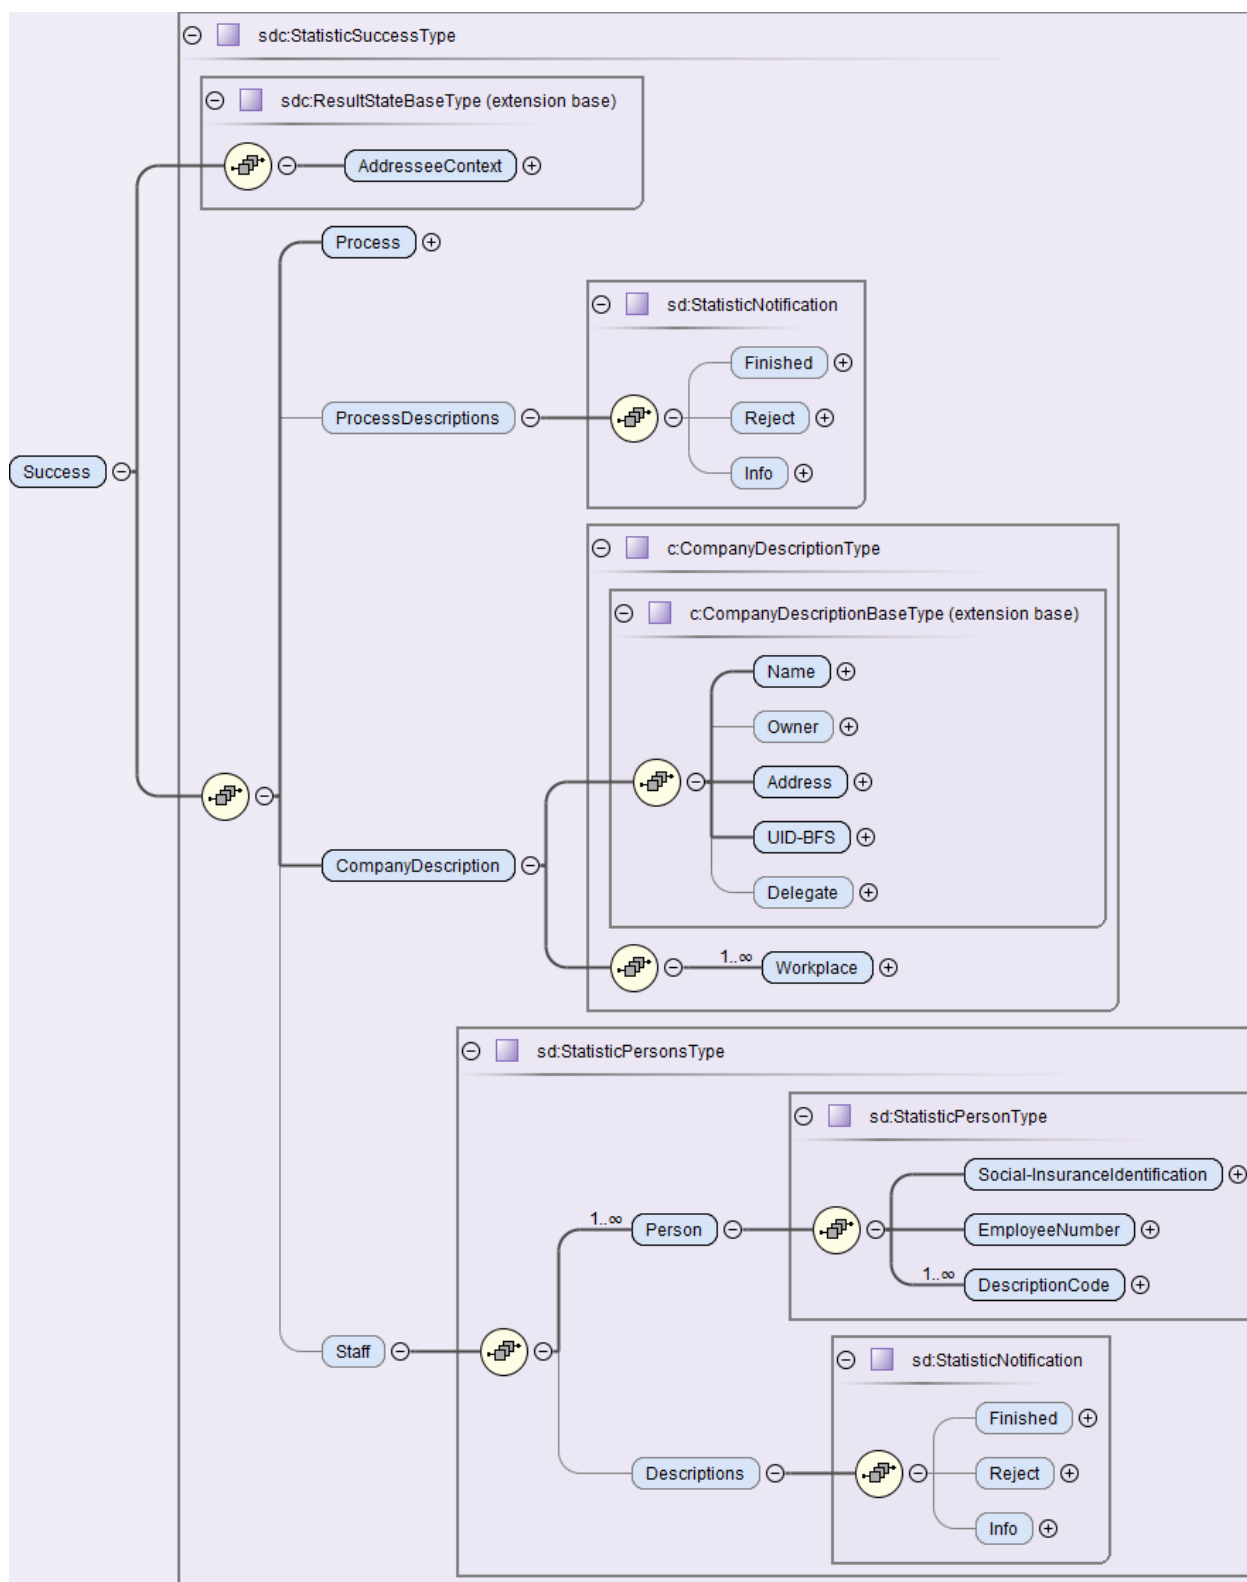 sdc:StatisticSuccessType
sdc:ResultStateBaseType (extension base)
AddresseeContext
Process
sd:StatisticNotification
Finished
ProcessDescriptions
Reject
Info
Success
c:CompanyDescriptionType
c:CompanyDescriptionBaseType (extension base)
Name
Owner
Address
UID-BFS
CompanyDescription
Delegate
1..∞
Workplace
sd:StatisticPersonsType
sd:StatisticPersonType
Social-InsuranceIdentification
1..∞
Person
EmployeeNumber
1..∞
DescriptionCode
Staff
sd:StatisticNotification
Finished
Descriptions
Reject
Info